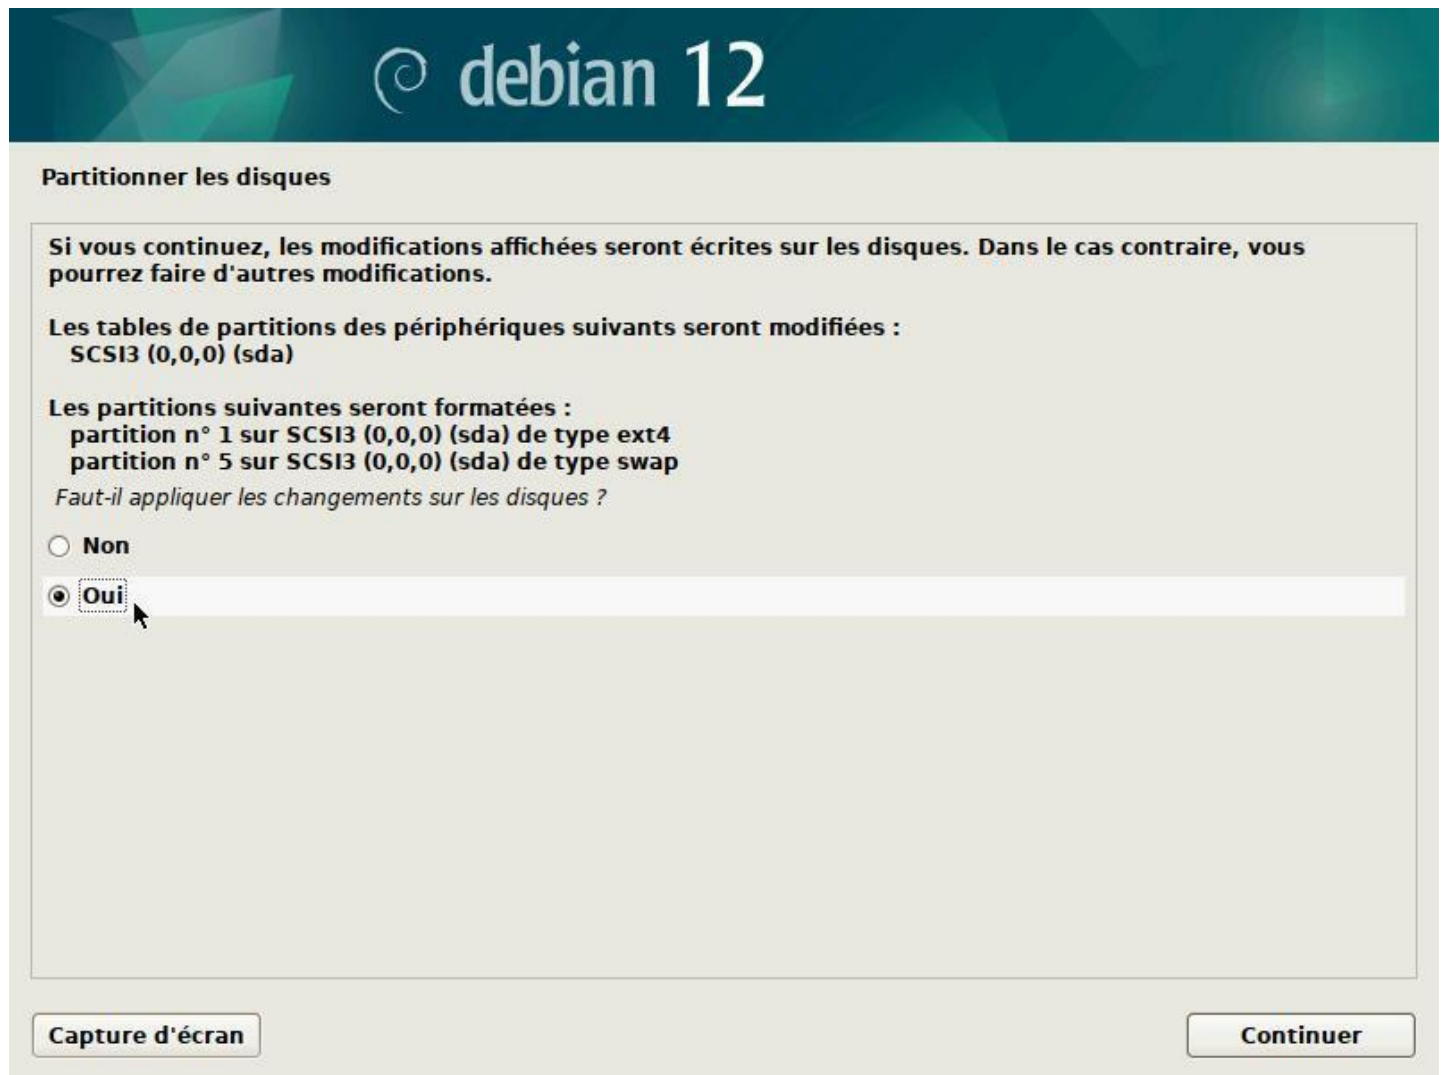 debian 12
Partitionner les disques
Si vous continuez, les modifications affichées seront écrites sur les disques. Dans le cas contraire, vous
pourrez faire d'autres modifications.
Les tables de partitions des périphériques suivants seront modifiées :
SCSI3 (0,0,0) (sda)
Les partitions suivantes seront formatées :
partition n° 1 sur SCSI3 (0,0,0) (sda) de type ext4
partition n° 5 sur SCSI3 (0,0,0) (sda) de type swap
Faut-il appliquer les changements sur les disques ?
Non
Oui
Capture d'écran
Continuer